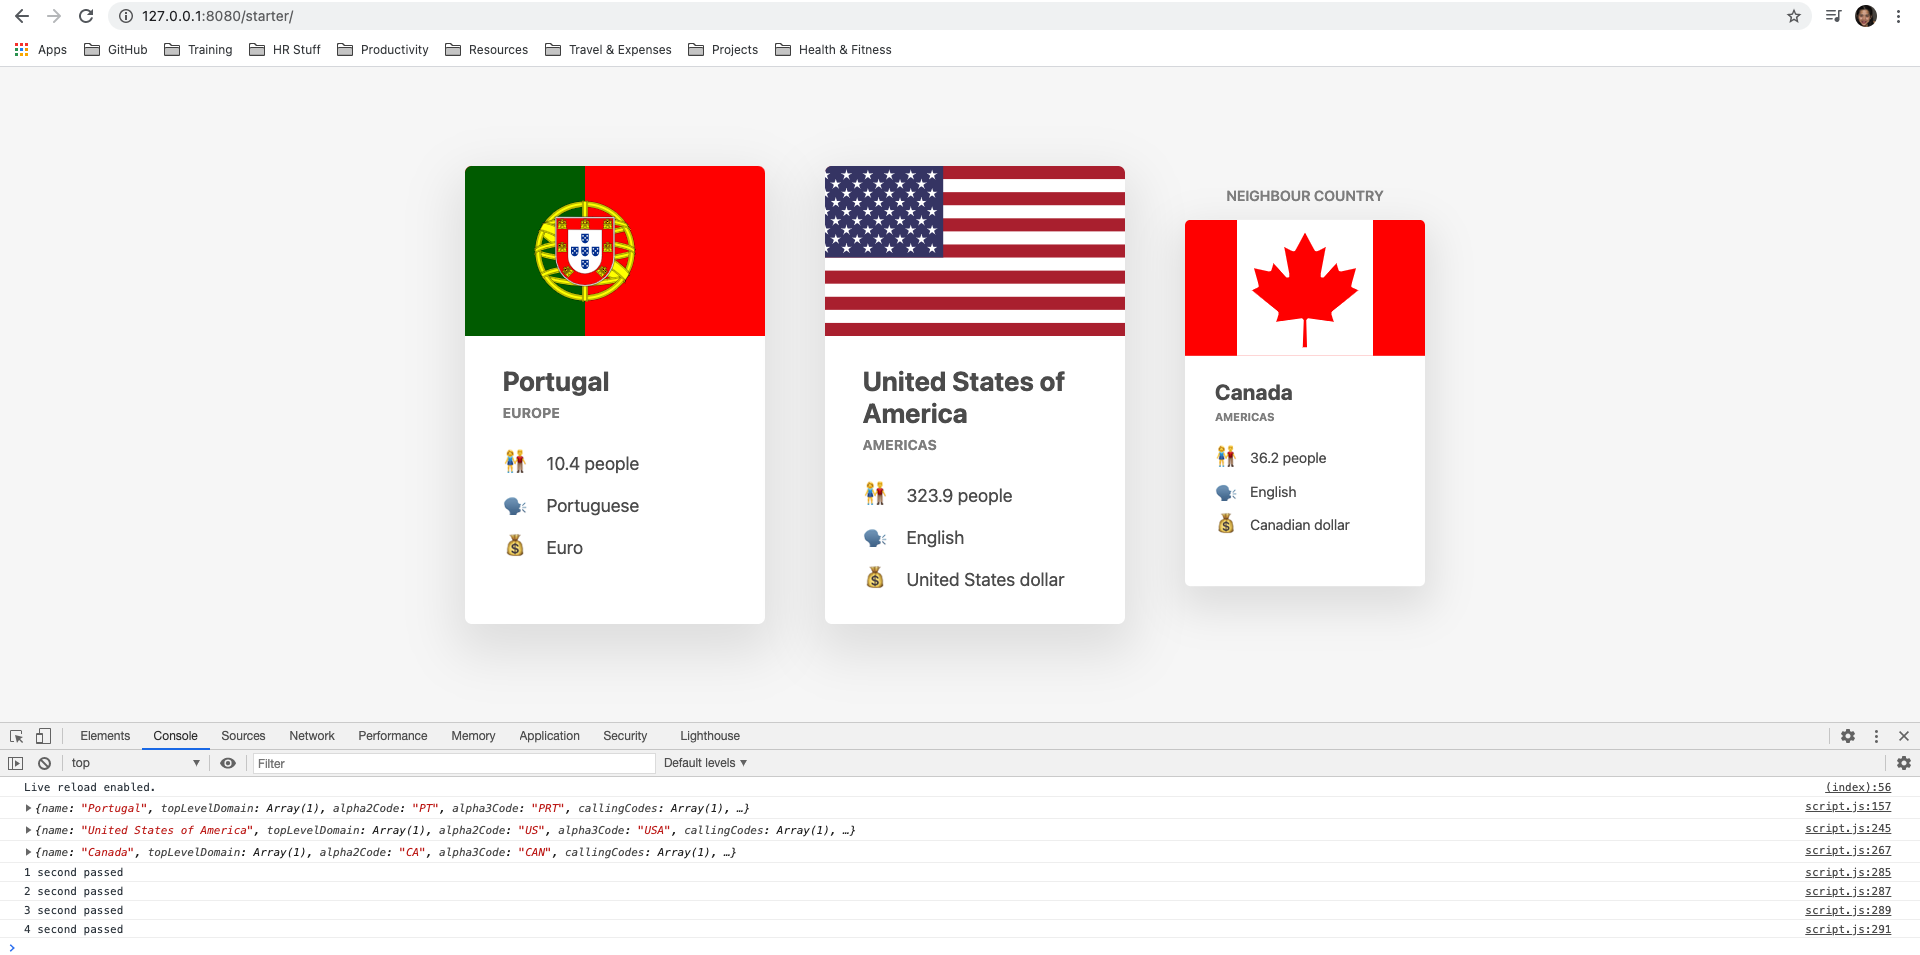 127.0.0.1:8080/starter/
Apps GitHub Training HR Stuff Productivity Resources Travel & Expenses Projects Health & Fitness
Portugal
EUROPE
10.4 people
Portuguese
Euro
United States of
America
AMERICAS
323.9 people
English
United States dollar
NEIGHBOUR COUNTRY
Canada
AMERICAS
36.2 people
English
Canadian dollar
Elements Console Sources Network Performance Memory Application Security Lighthouse
top Filter Default levels
Live reload enabled. (index):56
{name: "Portugal", topLevelDomain: Array(1), alpha2Code: "PT", alpha3Code: "PRT", callingCodes: Array(1), …} script.js:157
{name: "United States of America", topLevelDomain: Array(1), alpha2Code: "US", alpha3Code: "USA", callingCodes: Array(1), …} script.js:245
{name: "Canada", topLevelDomain: Array(1), alpha2Code: "CA", alpha3Code: "CAN", callingCodes: Array(1), …} script.js:267
1 second passed script.js:285
2 second passed script.js:287
3 second passed script.js:289
4 second passed script.js:291